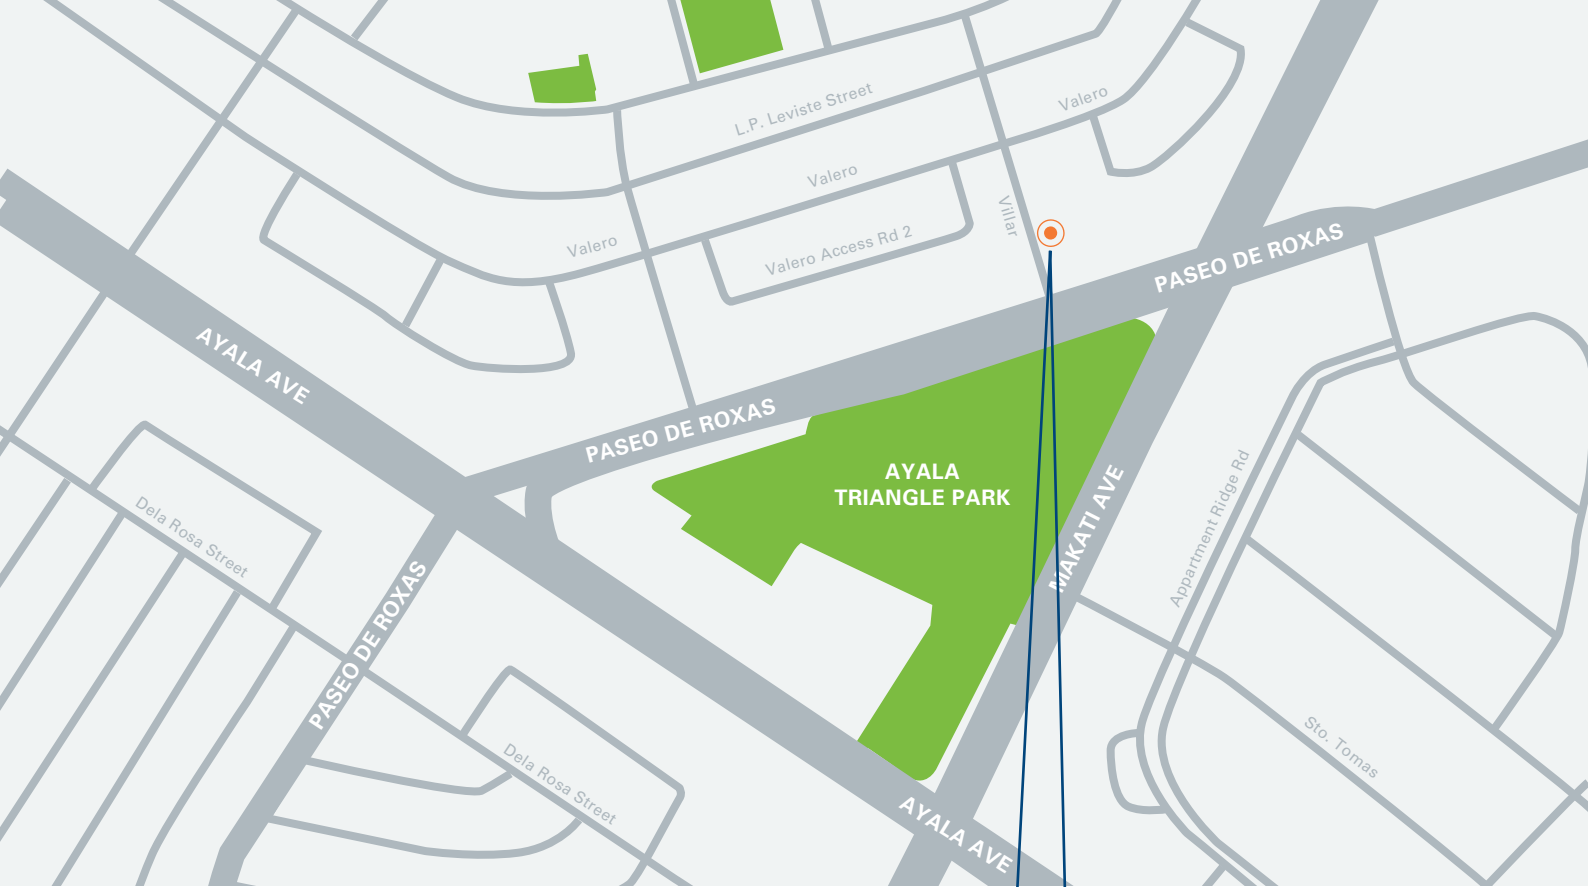 L.P. Leviste Street
Valero
Valero
Villar
Valero
Valero Access Rd 2
PASEO DE ROXAS
AYALA AVE
PASEO DE ROXAS
AYALA
TRIANGLE PARK
MAKATI AVE
Appartment Ridge Rd
Dela Rosa Street
PASEO DE ROXAS
Sto. Tomas
Dela Rosa Street
AYALA AVE